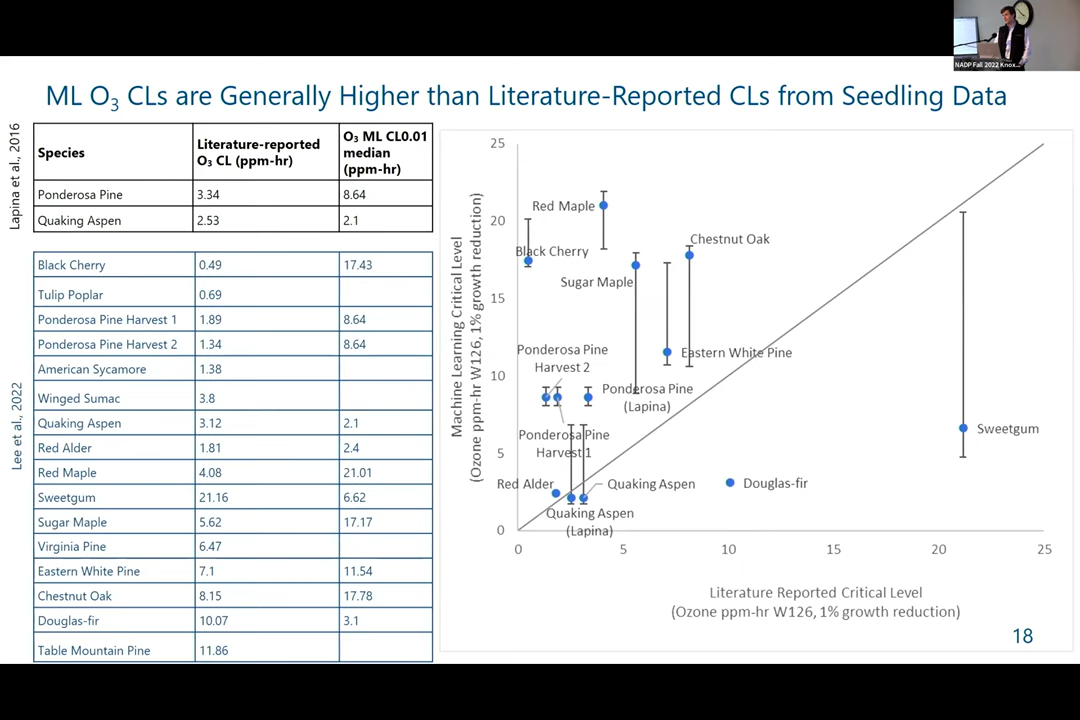 NADP Fall 2022 Knox...
ML O3 CLs are Generally Higher than Literature-Reported CLs from Seedling Data
Lapina et al., 2016
Species Literature-reported O3 CL (ppm-hr) O3 ML CL0.01 median (ppm-hr)
Ponderosa Pine 3.34 8.64
Quaking Aspen 2.53 2.1
Lee et al., 2022
Black Cherry 0.49 17.43
Tulip Poplar 0.69
Ponderosa Pine Harvest 1 1.89 8.64
Ponderosa Pine Harvest 2 1.34 8.64
American Sycamore 1.38
Winged Sumac 3.8
Quaking Aspen 3.12 2.1
Red Alder 1.81 2.4
Red Maple 4.08 21.01
Sweetgum 21.16 6.62
Sugar Maple 5.62 17.17
Virginia Pine 6.47
Eastern White Pine 7.1 11.54
Chestnut Oak 8.15 17.78
Douglas-fir 10.07 3.1
Table Mountain Pine 11.86
Machine Learning Critical Level
(Ozone ppm-hr W126, 1% growth reduction)
25
20
15
10
5
0
Red Maple
Black Cherry
Chestnut Oak
Sugar Maple
Ponderosa Pine
Harvest 2
Eastern White Pine
Ponderosa Pine
(Lapina)
Ponderosa Pine
Harvest 1
Sweetgum
Red Alder
Quaking Aspen
Douglas-fir
Quaking Aspen
(Lapina)
0 5 10 15 20 25
Literature Reported Critical Level
(Ozone ppm-hr W126, 1% growth reduction)
18